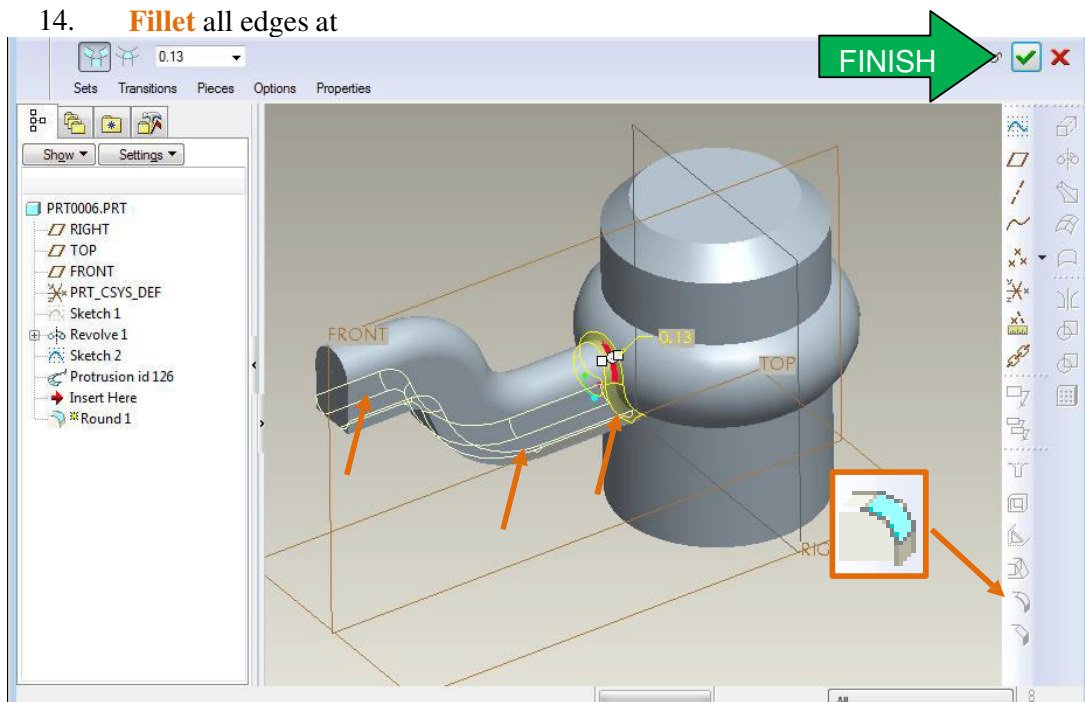 14. Fillet all edges at
FINISH
0.13
Sets Transitions Pieces Options Properties
Show Settings
PRT0006.PRT
RIGHT
TOP
FRONT
PRT_CSYS_DEF
Sketch 1
Revolve 1
Sketch 2
Protrusion id 126
Insert Here
Round 1
FRONT
0.13
TOP
RIG
All